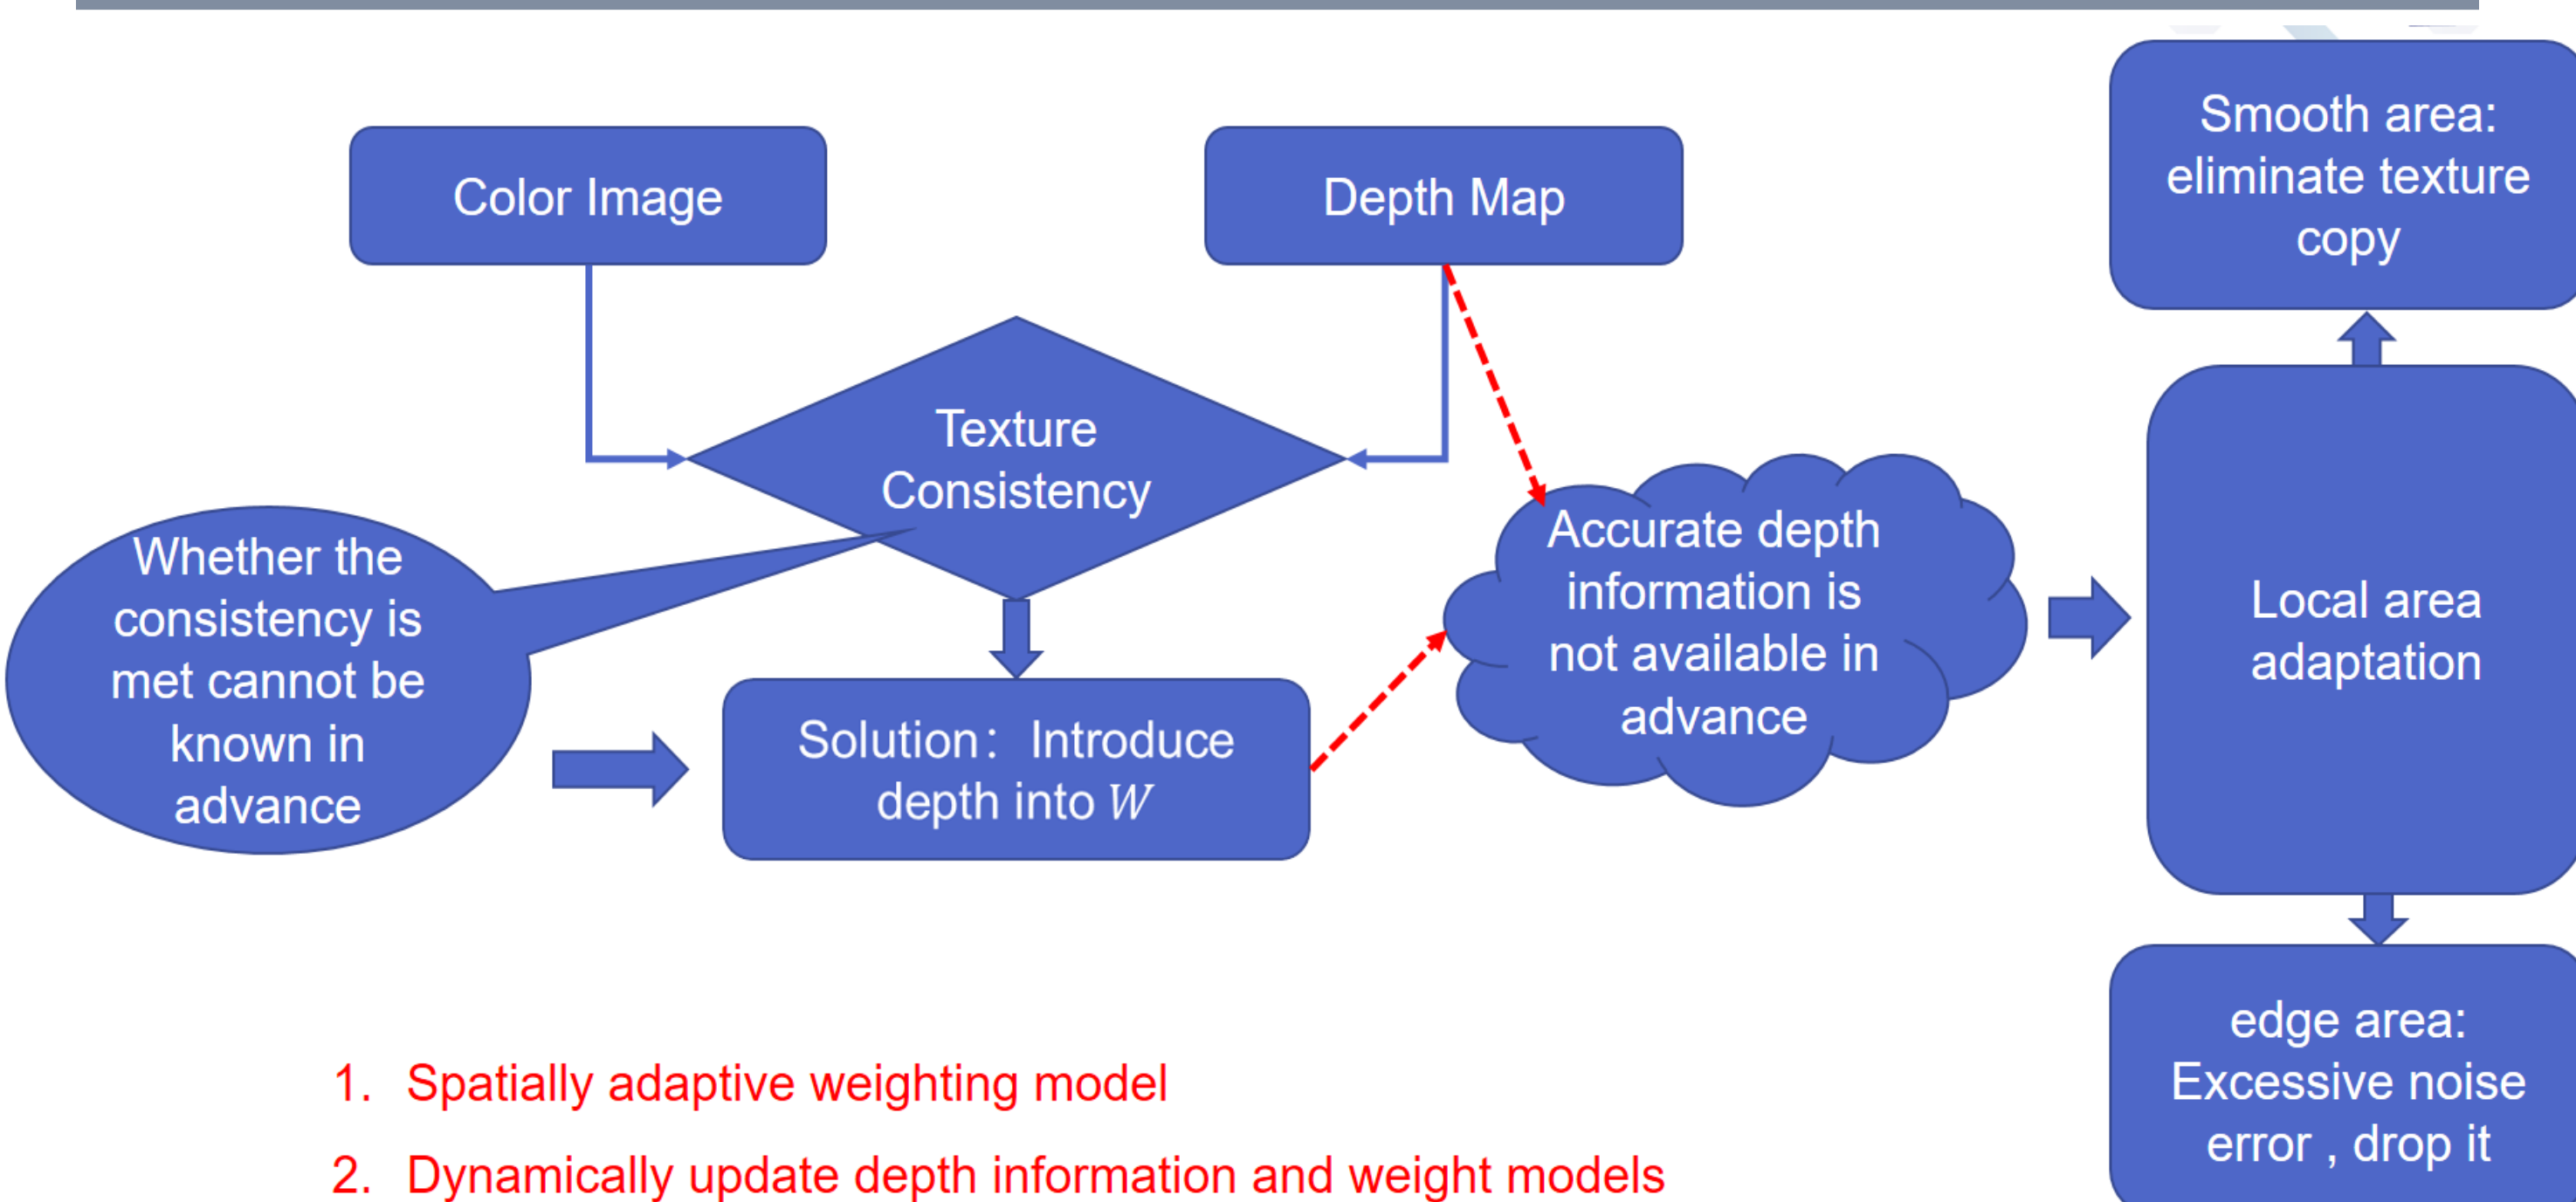 Color Image
Depth Map
Smooth area:
eliminate texture
copy
Texture
Consistency
Whether the
consistency is
met cannot be
known in
advance
Solution： Introduce
depth into W
Accurate depth
information is
not available in
advance
Local area
adaptation
edge area:
Excessive noise
error , drop it
1. Spatially adaptive weighting model
2. Dynamically update depth information and weight models